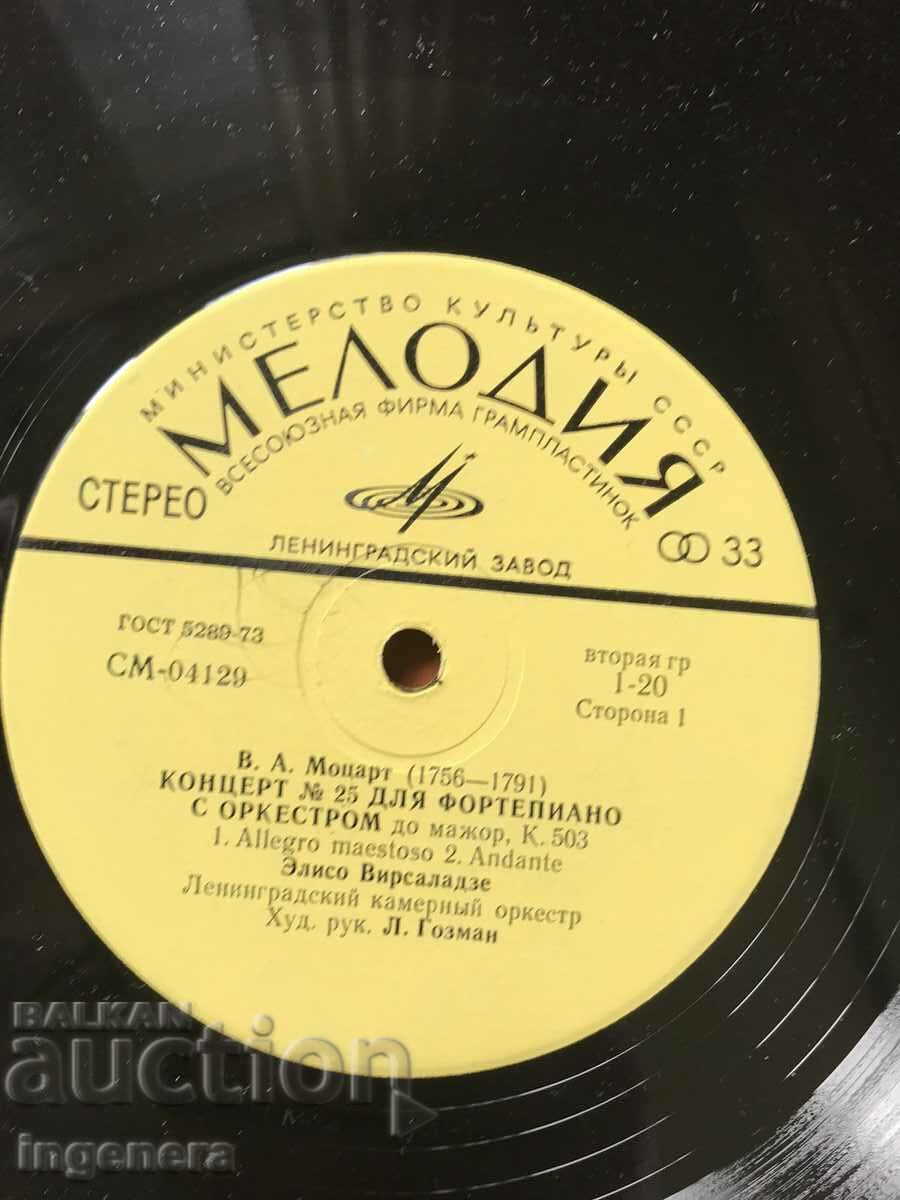 МИНИСТЕРСТВО КУЛЬТУРЫ СССР
МЕЛОДИЯ
ВСЕСОЮЗНАЯ ФИРМА ГРАМПЛАСТИНОК
СТЕРЕО
33
ЛЕНИНГРАДСКИЙ ЗАВОД
ГОСТ 5289-73
СМ-04129
вторая гр
1-20
Сторона 1
В. А. Моцарт (1756—1791)
КОНЦЕРТ № 25 ДЛЯ ФОРТЕПИАНО
С ОРКЕСТРОМ до мажор, К. 503
1. Allegro maestoso 2. Andante
Элисо Вирсаладзе
Ленинградский камерный оркестр
Худ. рук. Л. Гозман
BALKAN
auction
ingenera